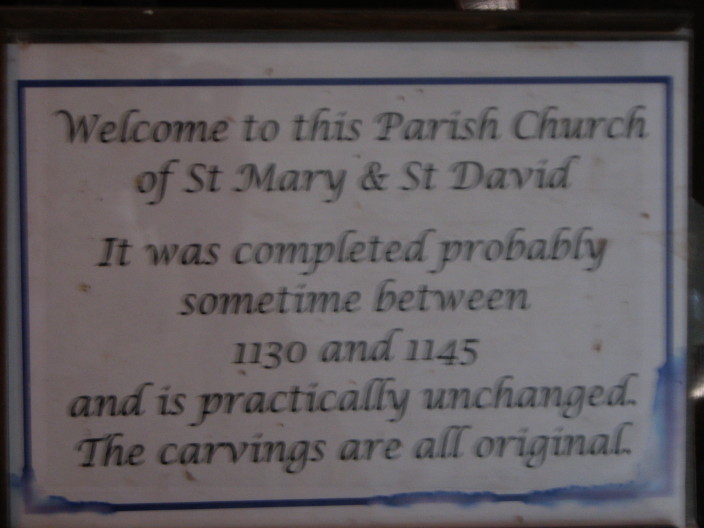 Welcome to this Parish Church
of St Mary & St David
It was completed probably
sometime between
1130 and 1145
and is practically unchanged.
The carvings are all original.